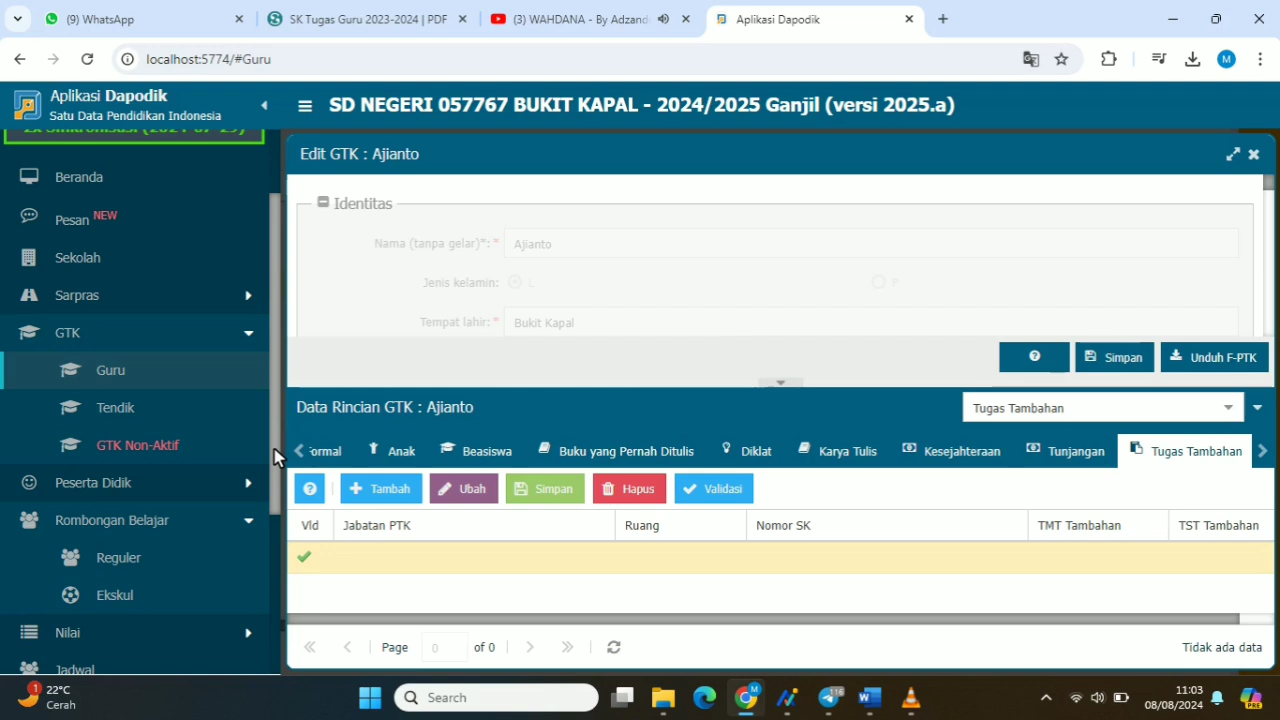 (9) WhatsApp
SK Tugas Guru 2023-2024 | PDF
(3) WAHDANA - By Adzand
Aplikasi Dapodik
localhost:5774/#Guru
M
Aplikasi Dapodik
Satu Data Pendidikan Indonesia
SD NEGERI 057767 BUKIT KAPAL - 2024/2025 Ganjil (versi 2025.a)
Beranda
Pesan NEW
Sekolah
Sarpras
GTK
Guru
Tendik
GTK Non-Aktif
Peserta Didik
Rombongan Belajar
Reguler
Ekskul
Nilai
Jadwal
Edit GTK : Ajianto
Identitas
Nama (tanpa gelar)*: * Ajianto
Jenis kelamin: L P
Tempat lahir: * Bukit Kapal
Simpan Unduh F-PTK
Data Rincian GTK : Ajianto Tugas Tambahan
ormal Anak Beasiswa Buku yang Pernah Ditulis Diklat Karya Tulis Kesejahteraan Tunjangan Tugas Tambahan
Tambah Ubah Simpan Hapus Validasi
Vld Jabatan PTK Ruang Nomor SK TMT Tambahan TST Tambahan
Page 0 of 0 Tidak ada data
1 22°C
Cerah
Search
M
116
11:03
08/08/2024
PRE